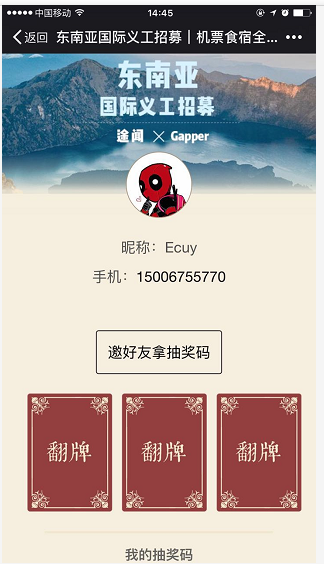 中国移动 14:45
返回 东南亚国际义工招募 | 机票食宿全...
东南亚
国际义工招募
途闻 × Gapper
昵称: Ecuy
手机: 15006755770
邀好友拿抽奖码
翻牌 翻牌 翻牌
我的抽奖码